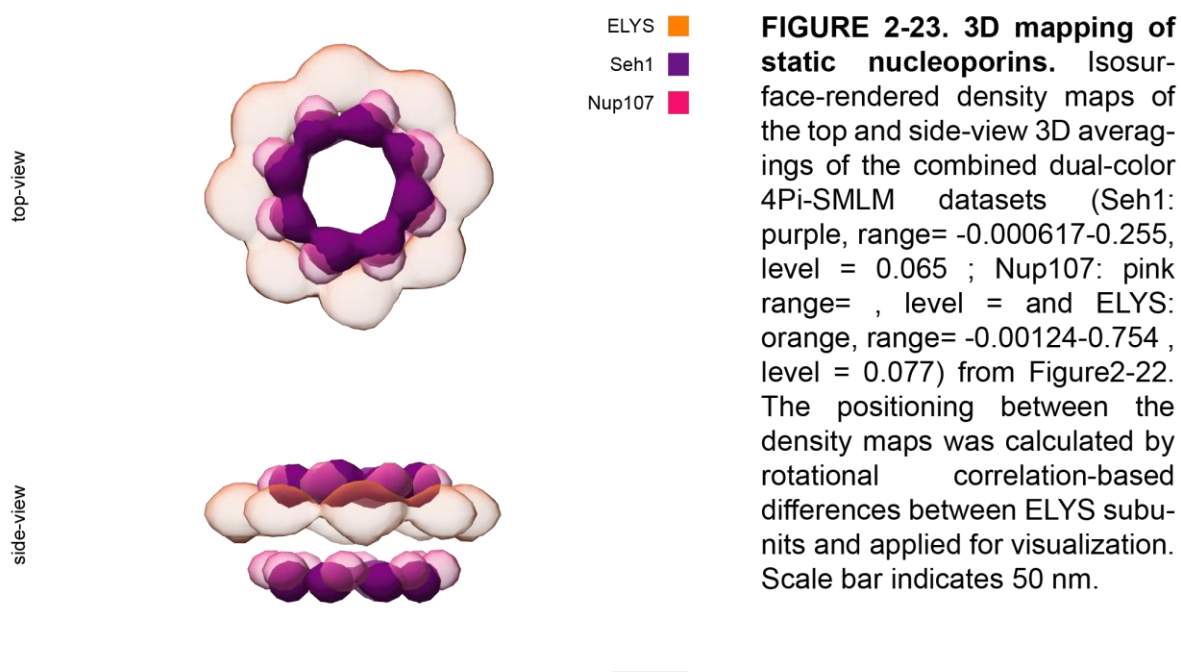 ELYS
Seh1
Nup107
top-view
side-view
FIGURE 2-23. 3D mapping of
static nucleoporins. Isosur-
face-rendered density maps of
the top and side-view 3D averag-
ings of the combined dual-color
4Pi-SMLM datasets (Seh1:
purple, range= -0.000617-0.255,
level = 0.065 ; Nup107: pink
range= , level = and ELYS:
orange, range= -0.00124-0.754 ,
level = 0.077) from Figure2-22.
The positioning between the
density maps was calculated by
rotational correlation-based
differences between ELYS subu-
nits and applied for visualization.
Scale bar indicates 50 nm.